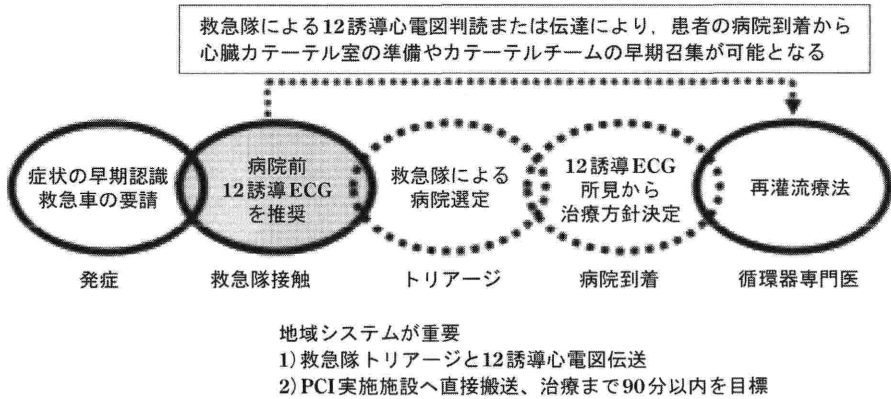 救急隊による12誘導心電図判読または伝達により，患者の病院到着から
心臓カテーテル室の準備やカテーテルチームの早期召集が可能となる
症状の早期認識
救急車の要請
病院前
12誘導ECG
を推奨
救急隊による
病院選定
12誘導ECG
所見から
治療方針決定
再灌流療法
発症
救急隊接触
トリアージ
病院到着
循環器専門医
地域システムが重要
1)救急隊トリアージと12誘導心電図伝送
2)PCI実施施設へ直接搬送、治療まで90分以内を目標